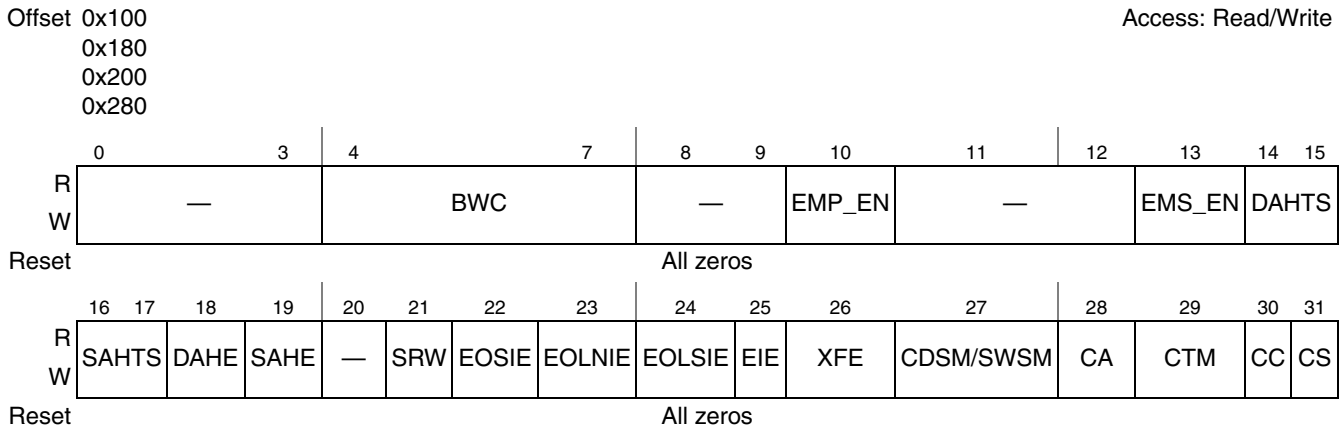 Offset 0x100 Access: Read/Write
0x180
0x200
0x280
0 3 4 7 8 9 10 11 12 13 14 15
R
W
— BWC — EMP_EN — EMS_EN DAHTS
Reset All zeros
16 17 18 19 20 21 22 23 24 25 26 27 28 29 30 31
R
W
SAHTS DAHE SAHE — SRW EOSIE EOLNIE EOLSIE EIE XFE CDSM/SWSM CA CTM CC CS
Reset All zeros